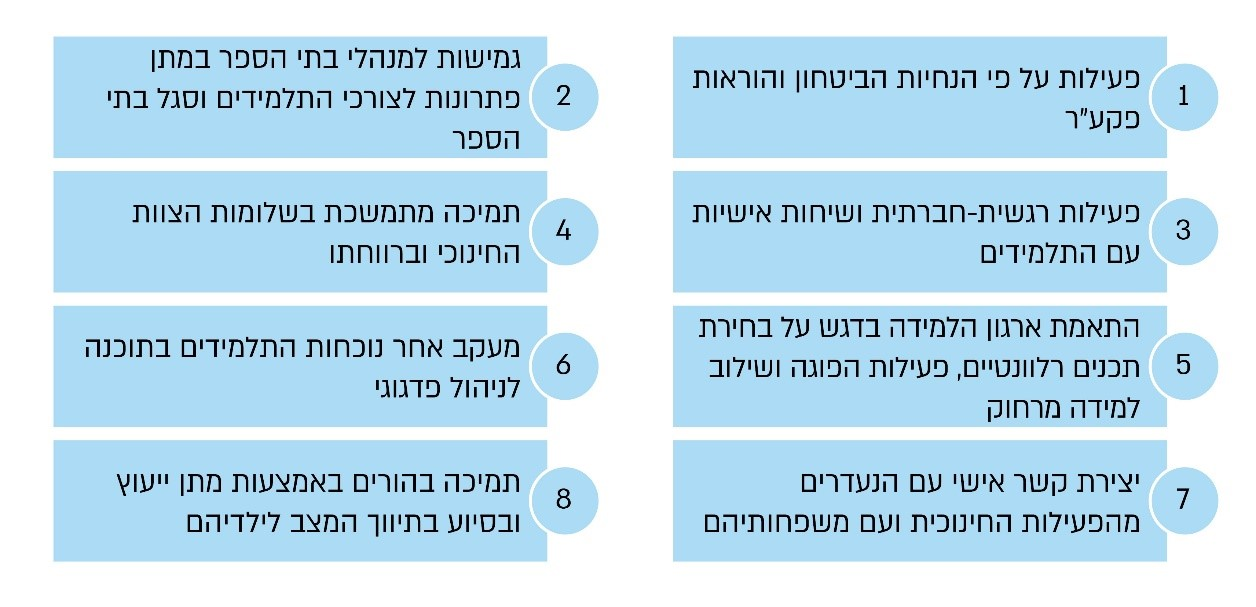 1
פעילות על פי הנחיות הביטחון והוראות
פקע"ר
2
גמישות למנהלי בתי הספר במתן
פתרונות לצורכי התלמידים וסגל בתי
הספר
3
פעילות רגשית-חברתית ושיחות אישיות
עם התלמידים
4
תמיכה מתמשכת בשלומות הצוות
החינוכי וברווחתו
5
התאמת ארגון הלמידה בדגש על בחירת
תכנים רלוונטיים, פעילות הפוגה ושילוב
למידה מרחוק
6
מעקב אחר נוכחות התלמידים בתוכנה
לניהול פדגוגי
7
יצירת קשר אישי עם הנעדרים
מהפעילות החינוכית ועם משפחותיהם
8
תמיכה בהורים באמצעות מתן ייעוץ
ובסיוע בתיווך המצב לילדיהם